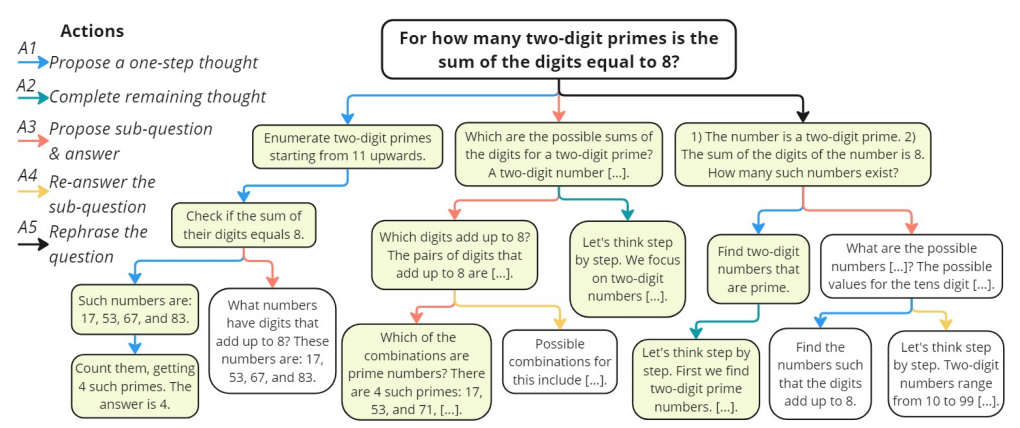 Actions
A1
Propose a one-step thought
A2
Complete remaining thought
A3
Propose sub-question
& answer
A4
Re-answer the
sub-question
A5
Rephrase the
question
For how many two-digit primes is the
sum of the digits equal to 8?
Enumerate two-digit primes
starting from 11 upwards.
Which are the possible sums of
the digits for a two-digit prime?
A two-digit number [...].
1) The number is a two-digit prime. 2)
The sum of the digits of the number is 8.
How many such numbers exist?
Check if the sum of
their digits equals 8.
Which digits add up to 8?
The pairs of digits that
add up to 8 are [...].
Let's think step
by step. We focus
on two-digit
numbers [...].
Find two-digit
numbers that
are prime.
What are the possible
numbers [...]? The possible
values for the tens digit [...].
Such numbers are:
17, 53, 67, and 83.
What numbers
have digits that
add up to 8? These
numbers are: 17,
53, 67, and 83.
Count them, getting
4 such primes. The
answer is 4.
Which of the
combinations are
prime numbers? There
are 4 such primes: 17,
53, and 71, [...].
Possible
combinations for
this include [...].
Let's think step by
step. First we find
two-digit prime
numbers. [...].
Find the
numbers such
that the digits
add up to 8.
Let's think step
by step. Two-digit
numbers range
from 10 to 99 [...].